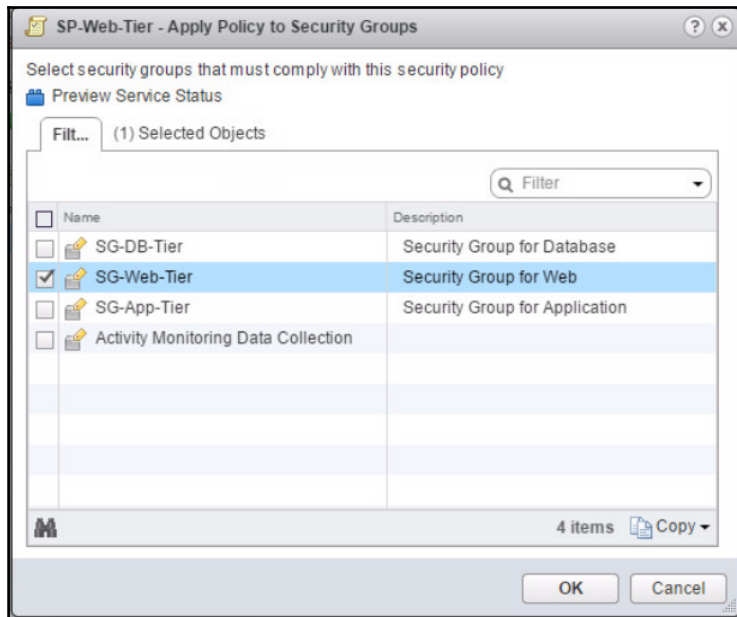 SP-Web-Tier - Apply Policy to Security Groups
Select security groups that must comply with this security policy
Preview Service Status
Filt... (1) Selected Objects
Filter
Name Description
SG-DB-Tier Security Group for Database
SG-Web-Tier Security Group for Web
SG-App-Tier Security Group for Application
Activity Monitoring Data Collection
4 items Copy
OK Cancel